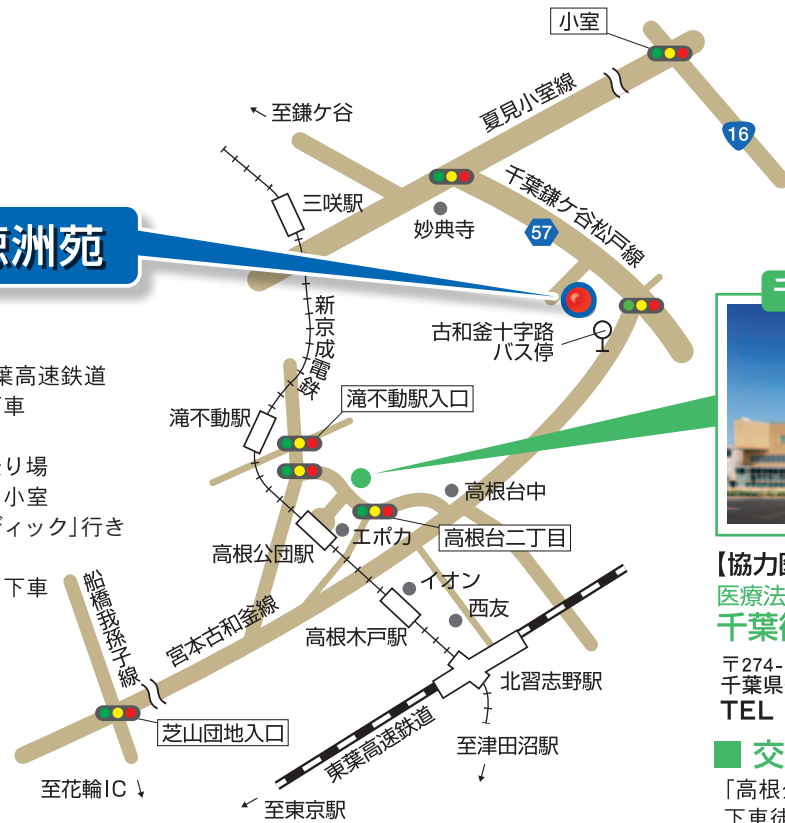 小室
至鎌ケ谷
夏見小室線
16
三咲駅
妙典寺
千葉鎌ケ谷松戸線
57
洲苑
古和釜十字路
バス停
新京成電鉄
葉高速鉄道
車
滝不動駅入口
滝不動駅
り場
小室
ディック」行き
高根台中
エポカ
高根公団駅
高根台二丁目
下車
イオン
西友
船橋我孫子線
宮本古和釜線
高根木戸駅
北習志野駅
【協力
医療法
千葉
〒274-
千葉県
TEL
芝山団地入口
東葉高速鉄道
至津田沼駅
至花輪IC
至東京駅
交
「高根
下車徒